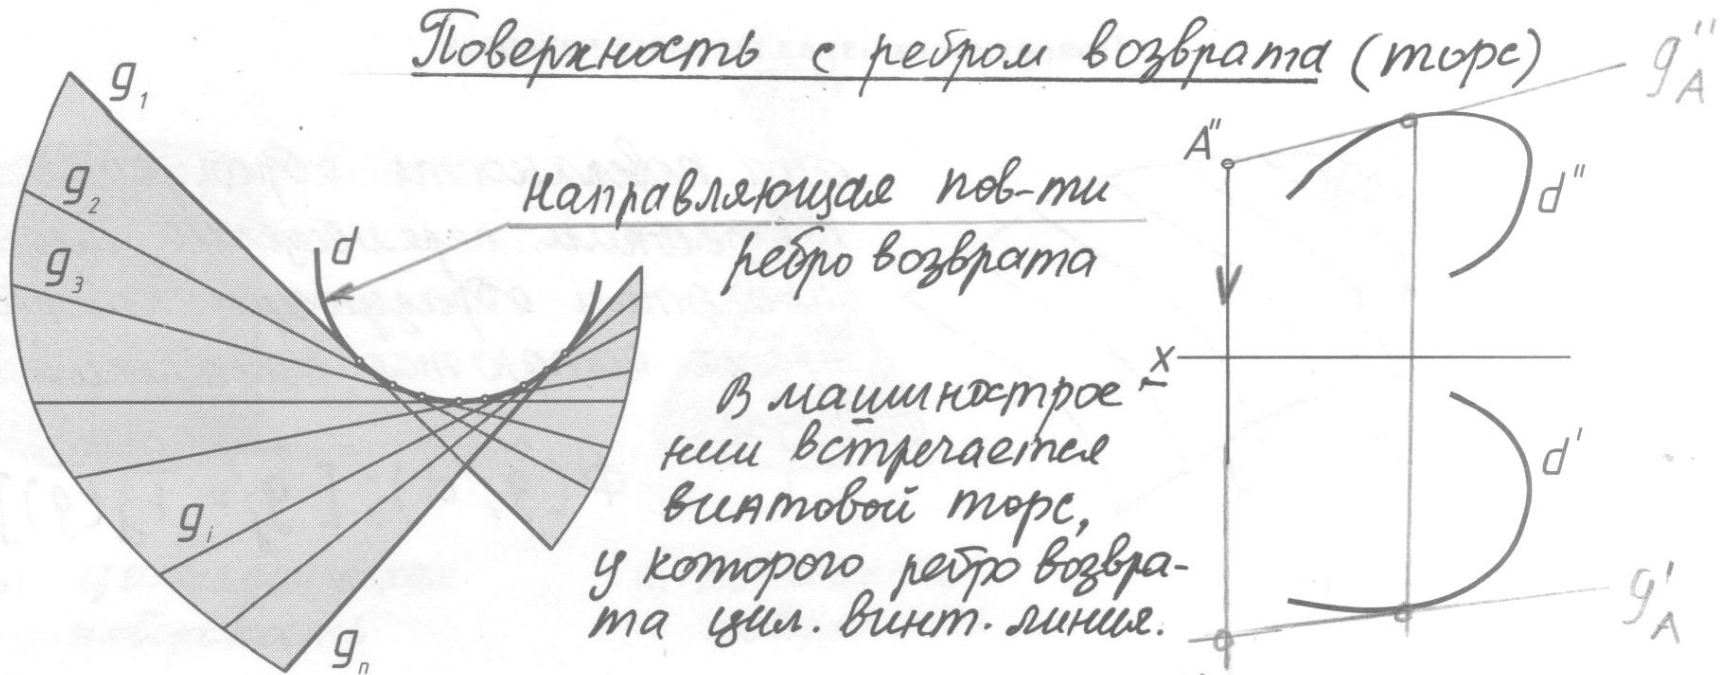 Поверхность с ребром возврата (торс)
g₁
g₂
g₃
gᵢ
gₙ
d
направляющая пов-ти
ребро возврата
В машинострое-
нии встречается
винтовой торс,
у которого ребро возвра-
та цил. винт. линия.
A''
g''A
d''
x
d'
g'A